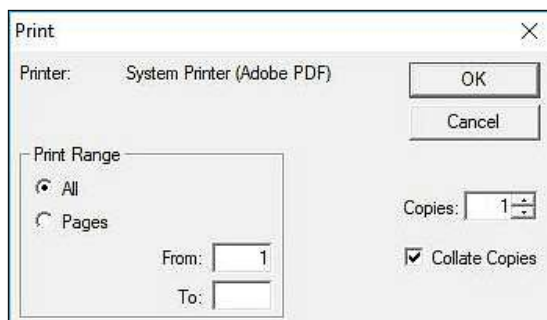 Print
Printer: System Printer (Adobe PDF)
OK
Cancel
Print Range
All
Pages
From: 1
To:
Copies: 1
Collate Copies